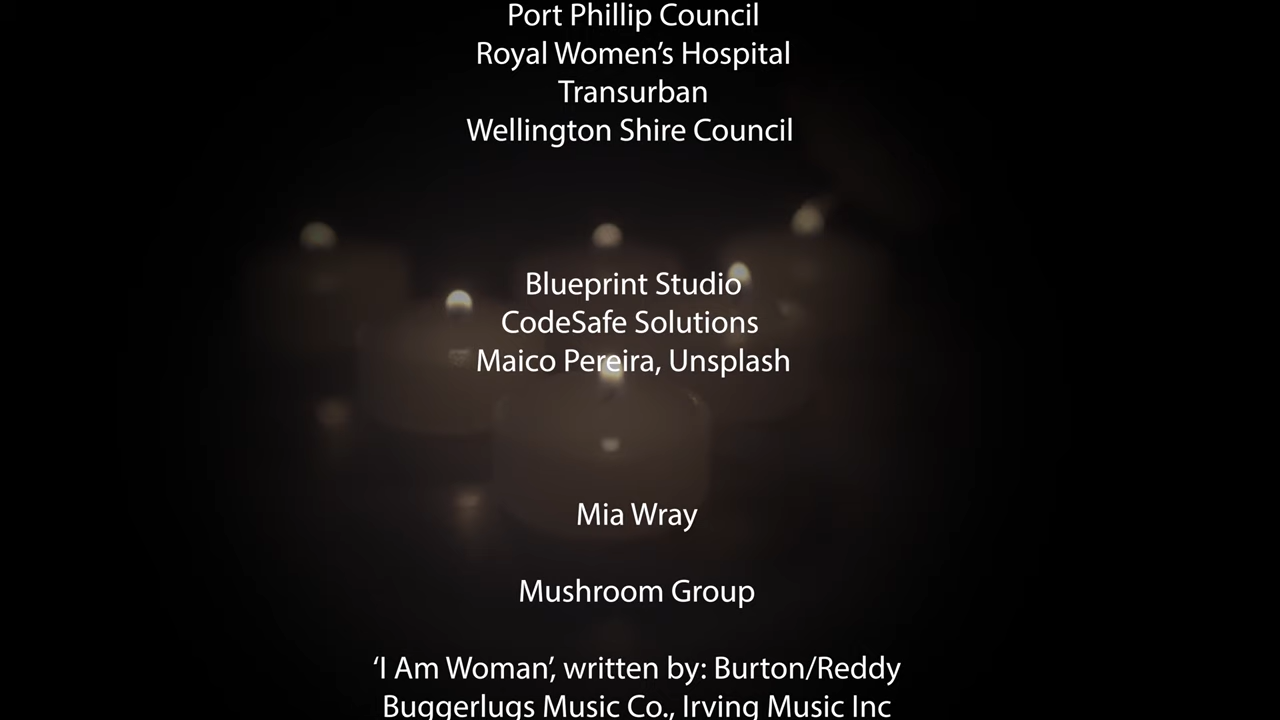 Port Phillip Council
Royal Women’s Hospital
Transurban
Wellington Shire Council
Blueprint Studio
CodeSafe Solutions
Maico Pereira, Unsplash
Mia Wray
Mushroom Group
‘I Am Woman’, written by: Burton/Reddy
Buggerlugs Music Co., Irving Music Inc